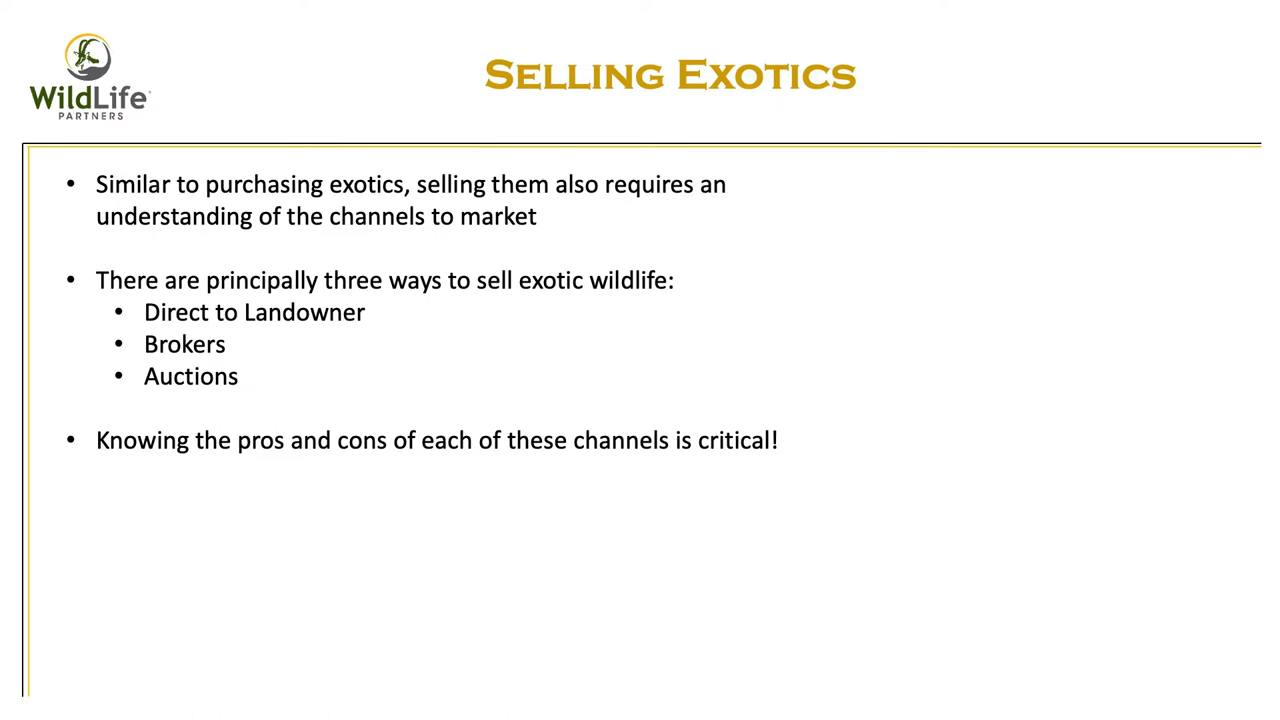 WildLife
PARTNERS
SELLING EXOTICS
• Similar to purchasing exotics, selling them also requires an
understanding of the channels to market
• There are principally three ways to sell exotic wildlife:
• Direct to Landowner
• Brokers
• Auctions
• Knowing the pros and cons of each of these channels is critical!